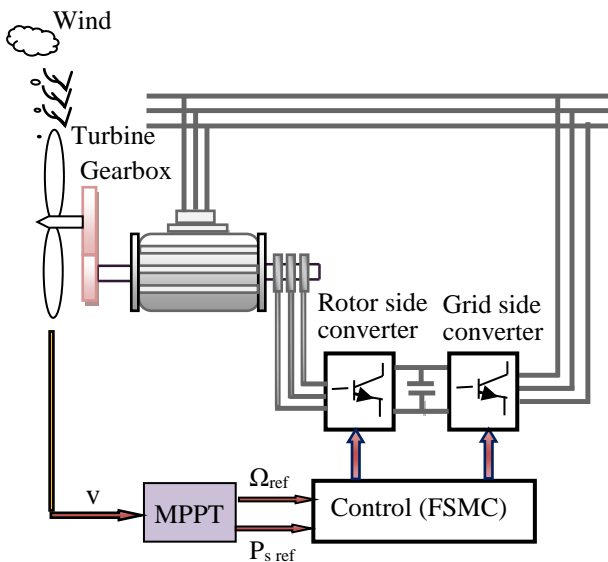 Wind
Turbine
Gearbox
Rotor side
converter
Grid side
converter
v
MPPT
Ωref
Ps ref
Control (FSMC)